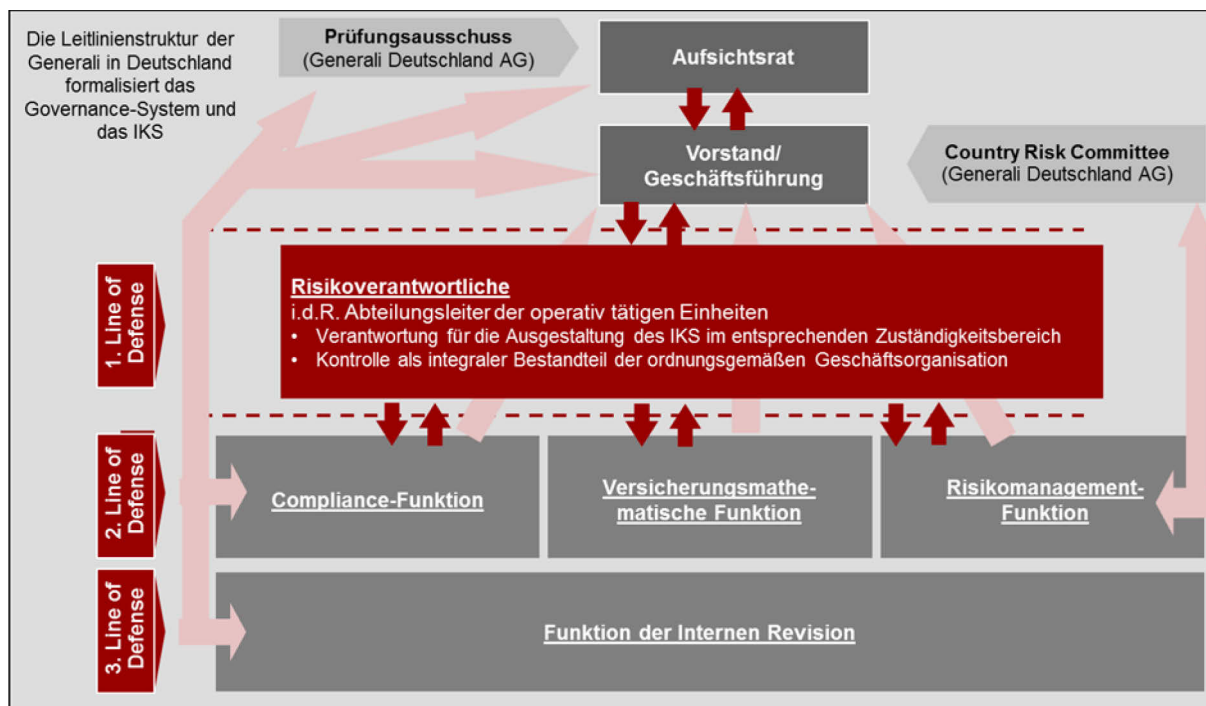 Die Leitlinienstruktur der
Generali in Deutschland
formalisiert das
Governance-System und
das IKS
Prüfungsausschuss
(Generali Deutschland AG)
Aufsichtsrat
Vorstand/
Geschäftsführung
Country Risk Committee
(Generali Deutschland AG)
1. Line of
Defense
Risikoverantwortliche
i.d.R. Abteilungsleiter der operativ tätigen Einheiten
• Verantwortung für die Ausgestaltung des IKS im entsprechenden Zuständigkeitsbereich
• Kontrolle als integraler Bestandteil der ordnungsgemäßen Geschäftsorganisation
2. Line of
Defense
Compliance-Funktion
Versicherungsmathe-
matische Funktion
Risikomanagement-
Funktion
3. Line of
Defense
Funktion der Internen Revision